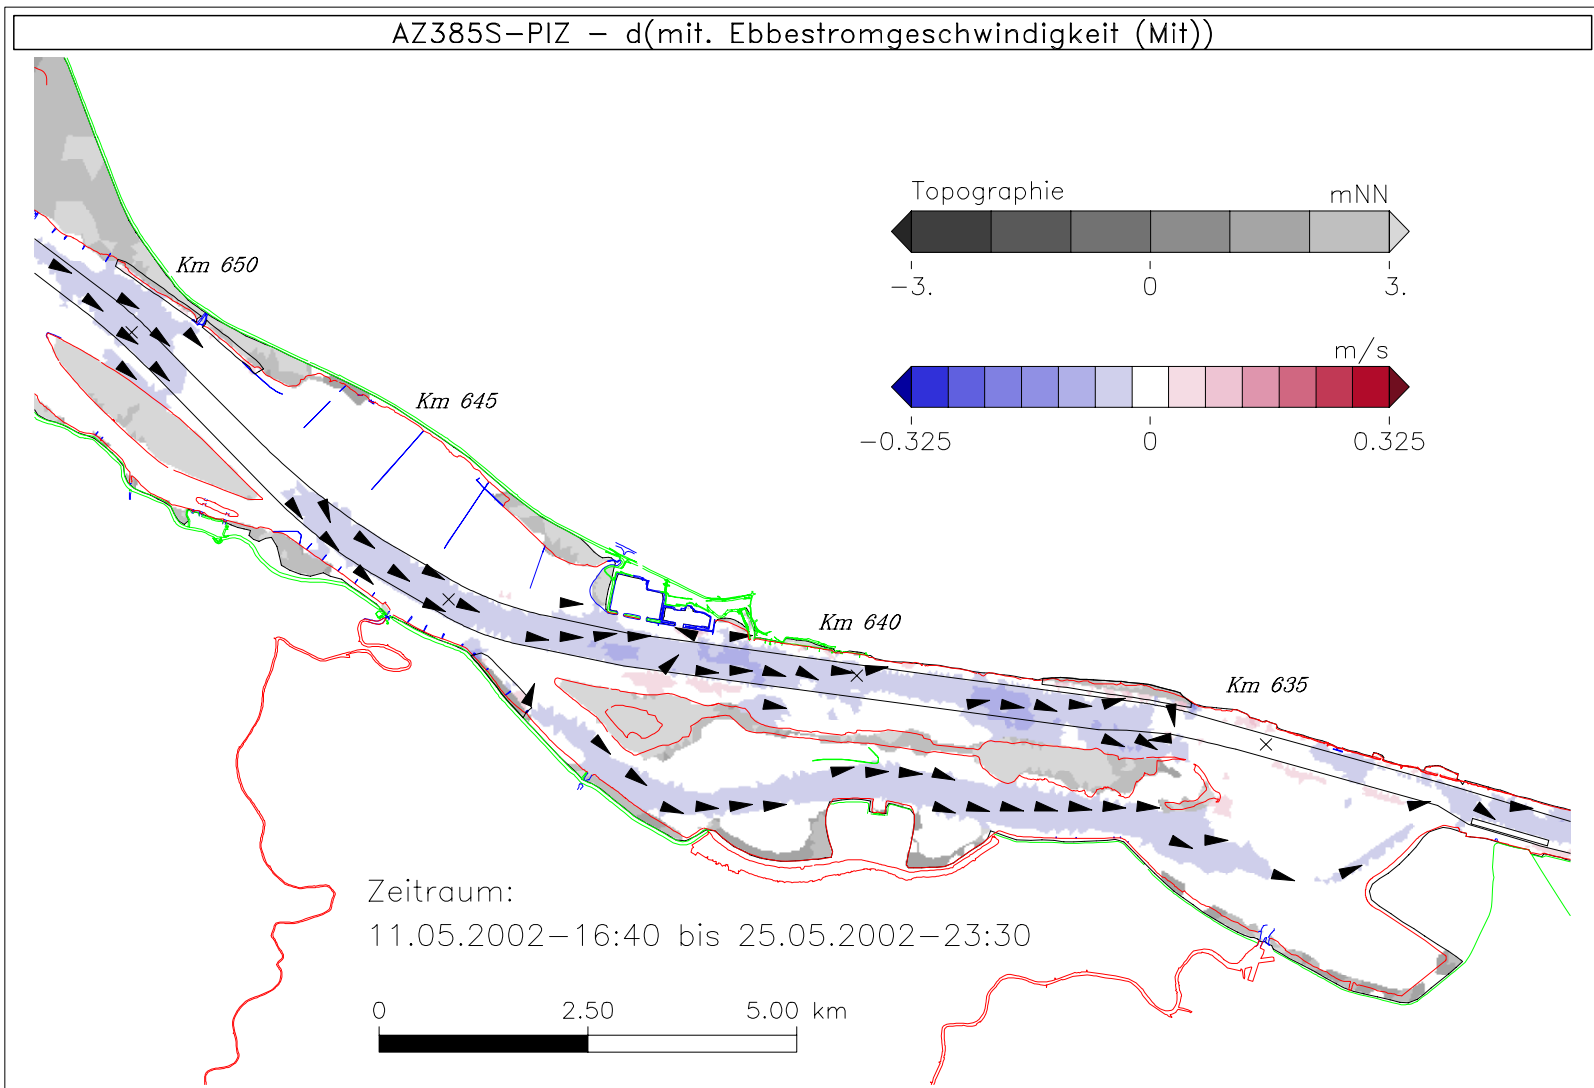 AZ385S-PIZ - d(mit. Ebbestromgeschwindigkeit (Mit))
Topographie mNN
-3. 0 3.
m/s
-0.325 0 0.325
Km 650
Km 645
Km 640
Km 635
Zeitraum:
11.05.2002-16:40 bis 25.05.2002-23:30
0 2.50 5.00 km